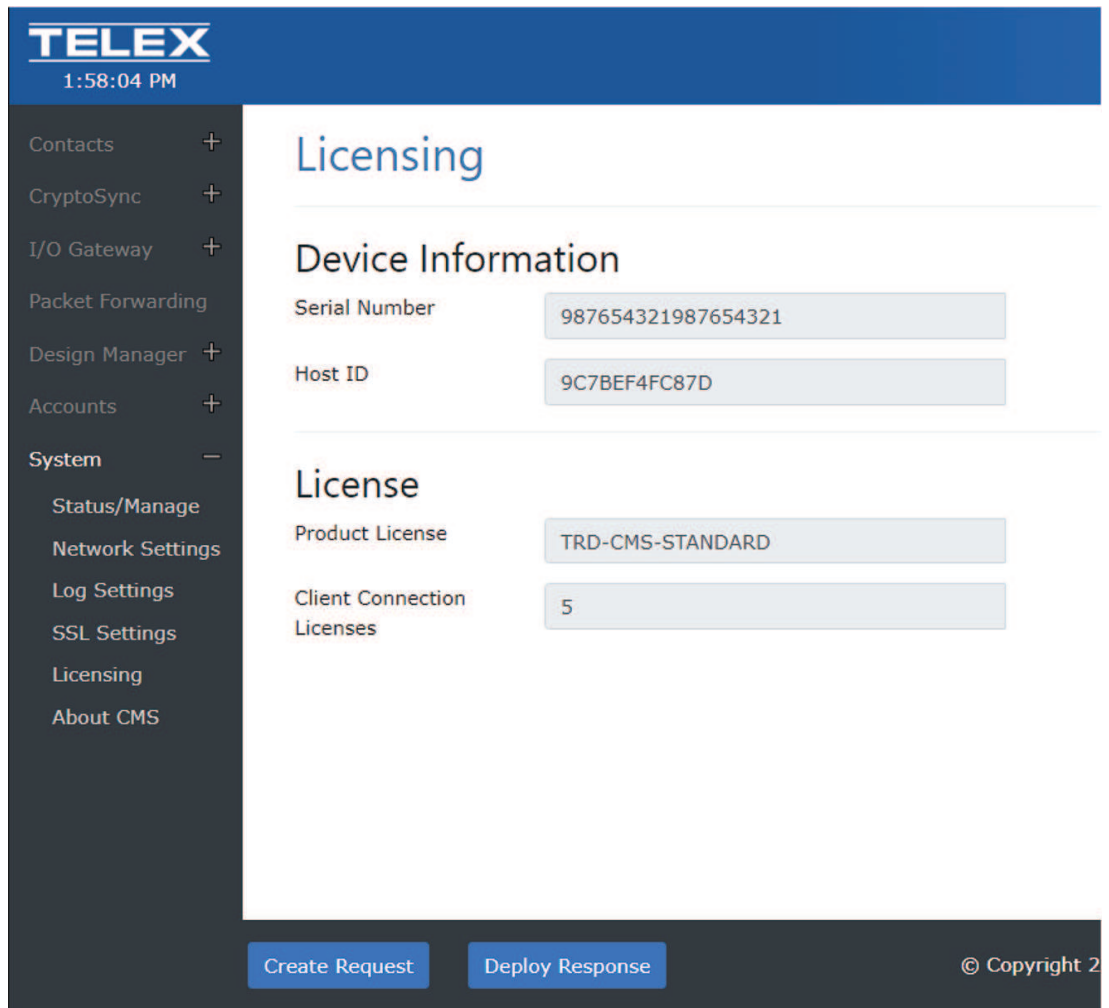 TELEX
1:58:04 PM
Contacts
CryptoSync
I/O Gateway
Packet Forwarding
Design Manager
Accounts
System
Status/Manage
Network Settings
Log Settings
SSL Settings
Licensing
About CMS
Licensing
Device Information
Serial Number
987654321987654321
Host ID
9C7BEF4FC87D
License
Product License
TRD-CMS-STANDARD
Client Connection
Licenses
5
Create Request
Deploy Response
© Copyright 2